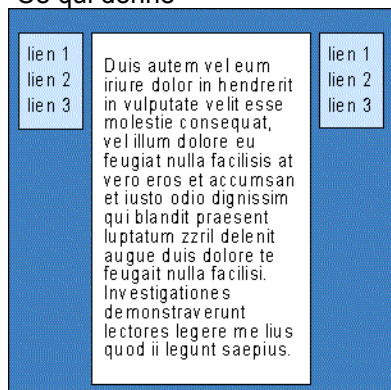 Ce qui donne
lien 1
lien 2
lien 3
Duis autem vel eum
iriure dolor in hendrerit
in vulputate velit esse
molestie consequat,
vel illum dolore eu
feugiat nulla facilisis at
vero eros et accumsan
et iusto odio dignissim
qui blandit praesent
luptatum zzril delenit
augue duis dolore te
feugait nulla facilisi.
Investigationes
demonstraverunt
lectores legere me lius
quod ii legunt saepius.
lien 1
lien 2
lien 3